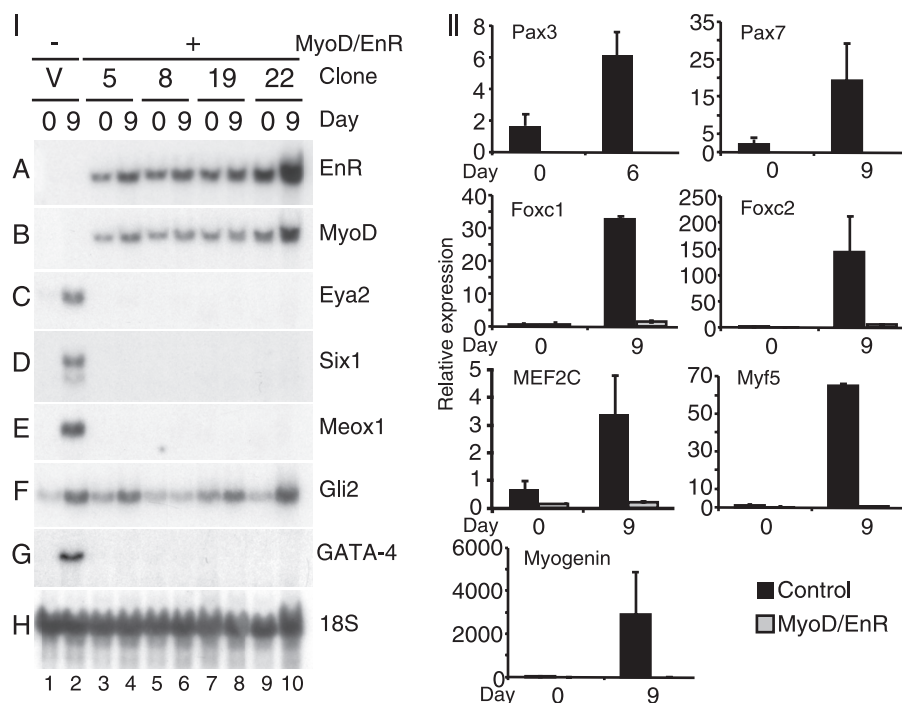 I
- + MyoD/EnR
V 5 8 19 22 Clone
0 9 0 9 0 9 0 9 0 9 Day
A EnR
B MyoD
C Eya2
D Six1
E Meox1
F Gli2
G GATA-4
H 18S
1 2 3 4 5 6 7 8 9 10
II
Relative expression
Pax3
8
6
4
2
0
Day 0 6
Pax7
35
25
15
5
0
0 9
Foxc1
40
30
20
10
0
Day 0 9
Foxc2
250
200
150
100
50
0
0 9
MEF2C
5
4
3
2
1
0
Day 0 9
Myf5
70
50
30
10
0
0 9
Myogenin
6000
4000
2000
0
Day 0 9
Control
MyoD/EnR